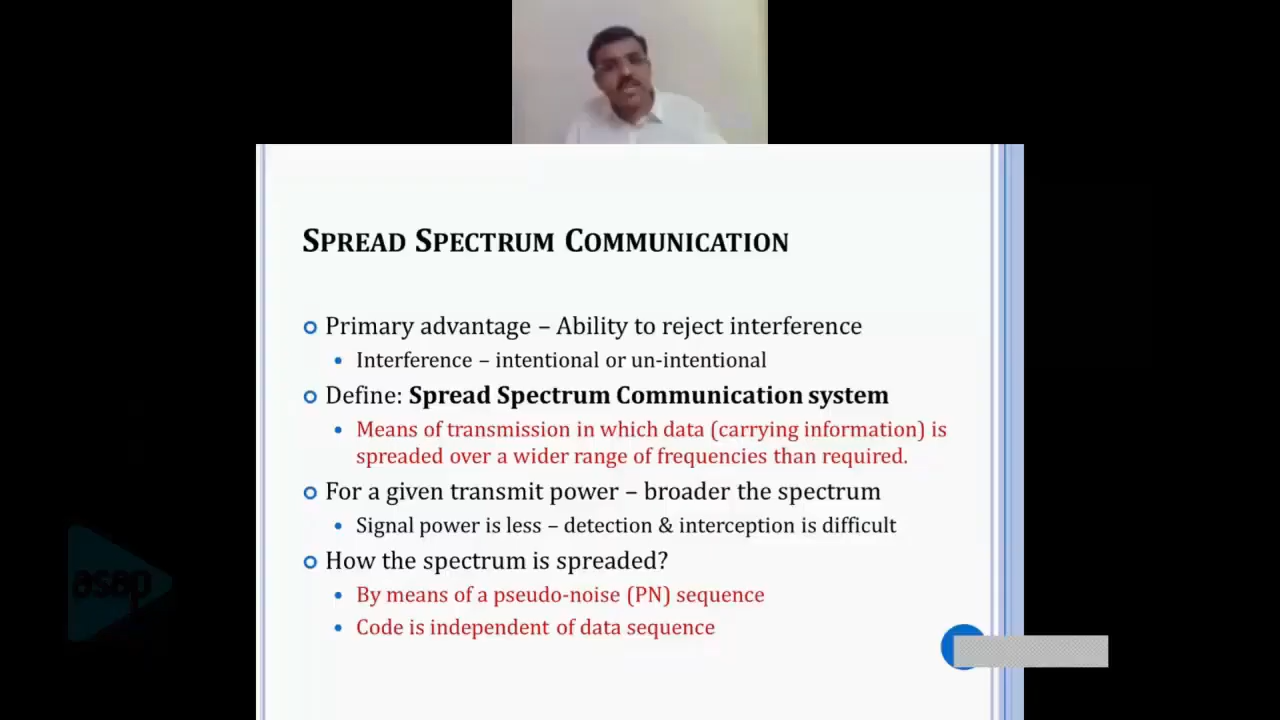 SPREAD SPECTRUM COMMUNICATION
Primary advantage – Ability to reject interference
Interference – intentional or un-intentional
Define: Spread Spectrum Communication system
Means of transmission in which data (carrying information) is
spreaded over a wider range of frequencies than required.
For a given transmit power – broader the spectrum
Signal power is less – detection & interception is difficult
How the spectrum is spreaded?
By means of a pseudo-noise (PN) sequence
Code is independent of data sequence
asap